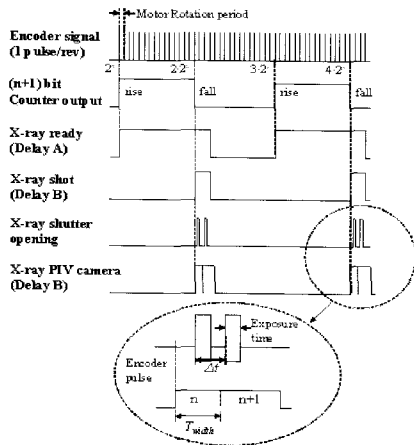 Motor Rotation period
Encoder signal
(1 pulse/rev)
2ⁿ 2·2ⁿ 3·2ⁿ 4·2ⁿ
(n+1) bit
Counter output
rise fall rise fall
X-ray ready
(Delay A)
X-ray shot
(Delay B)
X-ray shutter
opening
X-ray PIV camera
(Delay B)
Exposure
time
Δt
Encoder
pulse
n n+1
T_width